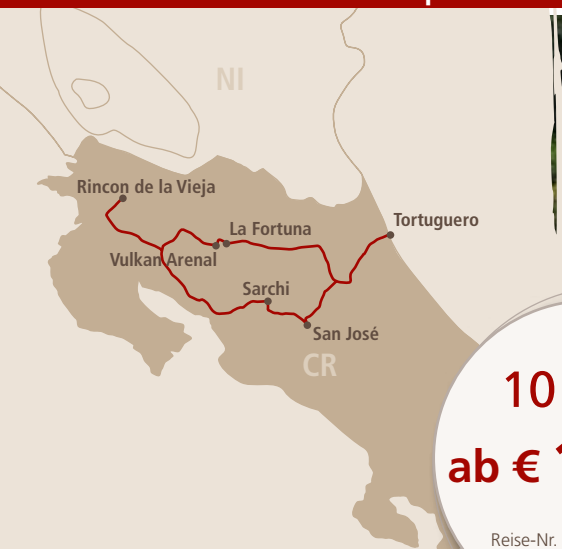 NI
Rincon de la Vieja
La Fortuna
Tortuguero
Vulkan Arenal
Sarchi
San José
CR
10
ab €
Reise-Nr.